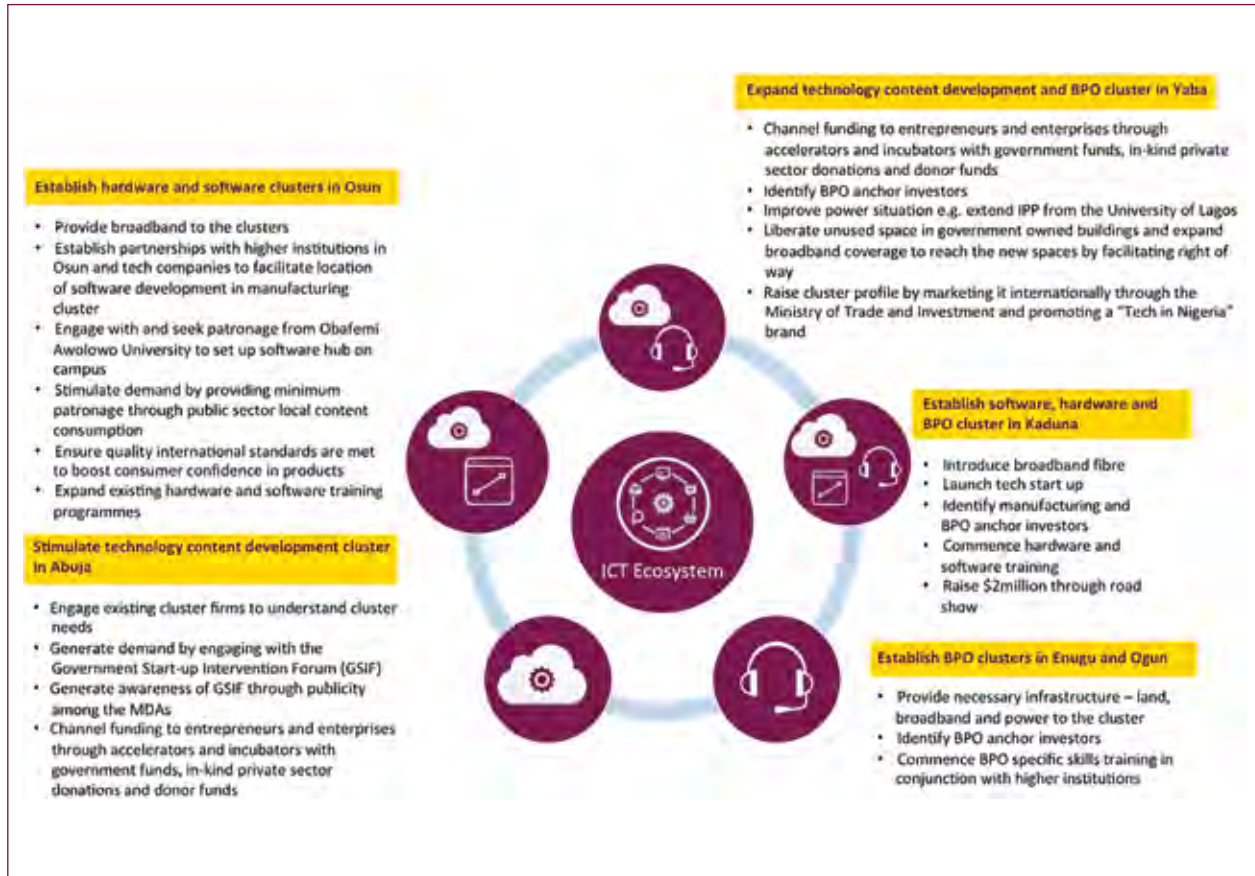 Expand technology content development and BPO cluster in Yaba
• Channel funding to entrepreneurs and enterprises through
accelerators and incubators with government funds, in-kind private
sector donations and donor funds
• Identify BPO anchor investors
• Improve power situation e.g. extend IPP from the University of Lagos
• Liberate unused space in government owned buildings and expand
broadband coverage to reach the new spaces by facilitating right of
way
• Raise cluster profile by marketing it internationally through the
Ministry of Trade and Investment and promoting a “Tech in Nigeria”
brand
Establish hardware and software clusters in Osun
• Provide broadband to the clusters
• Establish partnerships with higher institutions in
Osun and tech companies to facilitate location
of software development in manufacturing
cluster
• Engage with and seek patronage from Obafemi
Awolowo University to set up software hub on
campus
• Stimulate demand by providing minimum
patronage through public sector local content
consumption
• Ensure quality international standards are met
to boost consumer confidence in products
• Expand existing hardware and software training
programmes
Establish software, hardware and
BPO cluster in Kaduna
• Introduce broadband fibre
• Launch tech start up
• Identify manufacturing and
BPO anchor investors
• Commence hardware and
software training
• Raise $2million through road
show
ICT Ecosystem
Stimulate technology content development cluster
in Abuja
• Engage existing cluster firms to understand cluster
needs
• Generate demand by engaging with the
Government Start-up Intervention Forum (GSIF)
• Generate awareness of GSIF through publicity
among the MDAs
• Channel funding to entrepreneurs and enterprises
through accelerators and incubators with
government funds, in-kind private sector
donations and donor funds
Establish BPO clusters in Enugu and Ogun
• Provide necessary infrastructure – land,
broadband and power to the cluster
• Identify BPO anchor investors
• Commence BPO specific skills training in
conjunction with higher institutions